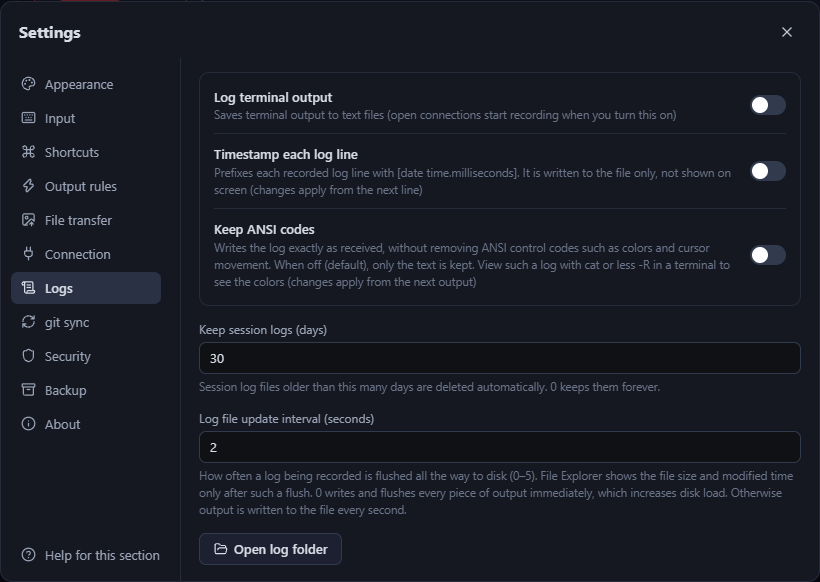 Settings
Appearance
Input
Shortcuts
Output rules
File transfer
Connection
Logs
git sync
Security
Backup
About
Help for this section
Log terminal output
Saves terminal output to text files (open connections start recording when you turn this on)
Timestamp each log line
Prefixes each recorded log line with [date time.milliseconds]. It is written to the file only, not shown on
screen (changes apply from the next line)
Keep ANSI codes
Writes the log exactly as received, without removing ANSI control codes such as colors and cursor
movement. When off (default), only the text is kept. View such a log with cat or less -R in a terminal to
see the colors (changes apply from the next output)
Keep session logs (days)
30
Session log files older than this many days are deleted automatically. 0 keeps them forever.
Log file update interval (seconds)
2
How often a log being recorded is flushed all the way to disk (0–5). File Explorer shows the file size and modified time
only after such a flush. 0 writes and flushes every piece of output immediately, which increases disk load. Otherwise
output is written to the file every second.
Open log folder